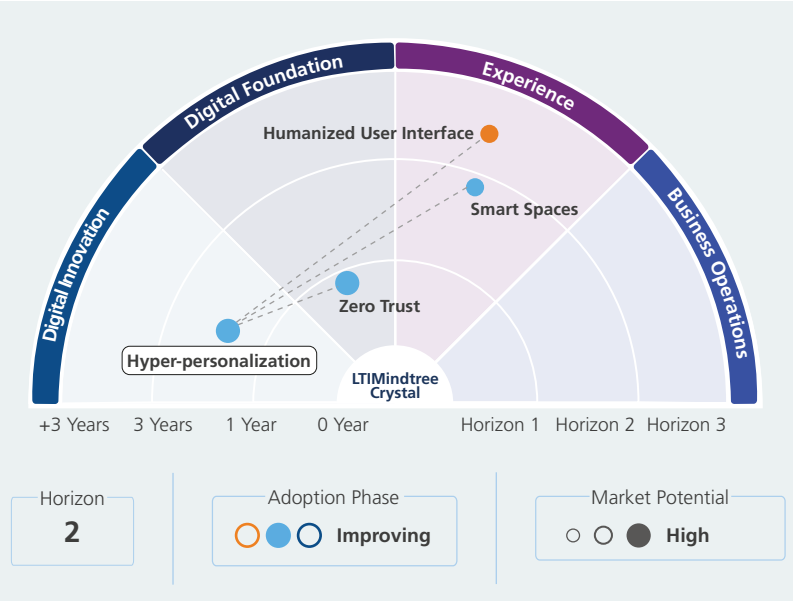 Digital Foundation
Experience
Digital Innovation
Business Operations
Humanized User Interface
Smart Spaces
Zero Trust
Hyper-personalization
LTIMindtree
Crystal
+3 Years 3 Years 1 Year 0 Year Horizon 1 Horizon 2 Horizon 3
Horizon
2
Adoption Phase
Improving
Market Potential
High